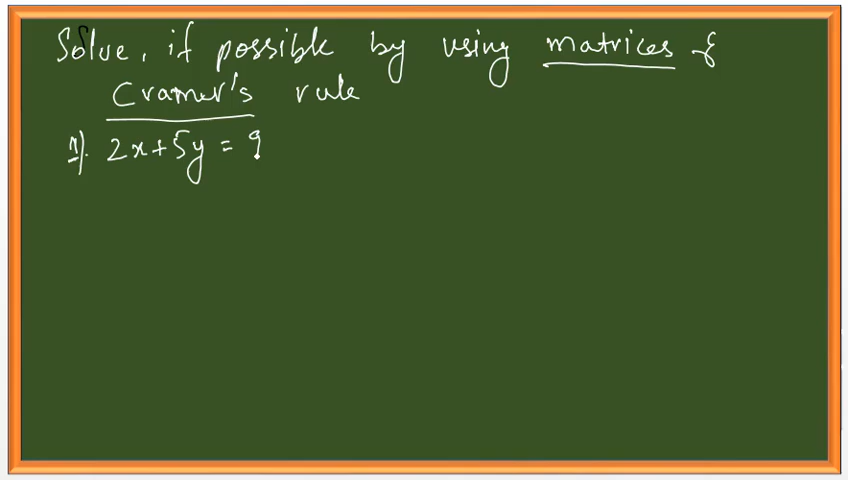 Solve, if possible by using matrices &
Cramer's rule
1). 2x+5y = 9